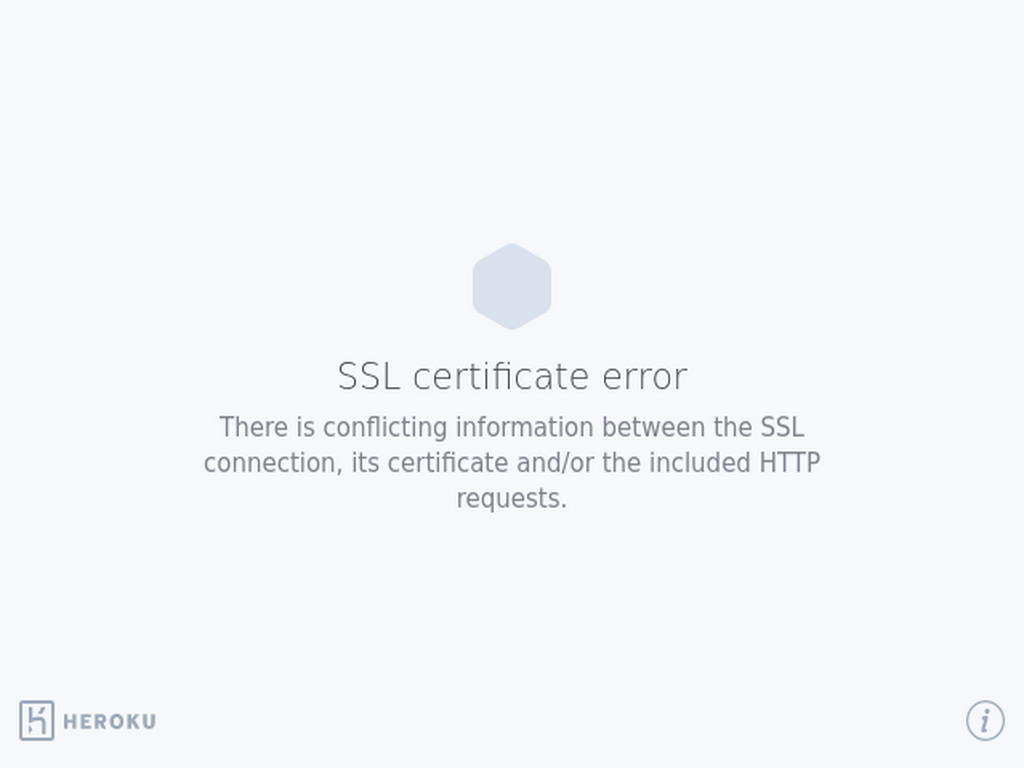 SSL certificate error
There is conflicting information between the SSL
connection, its certificate and/or the included HTTP
requests.
HEROKU
i